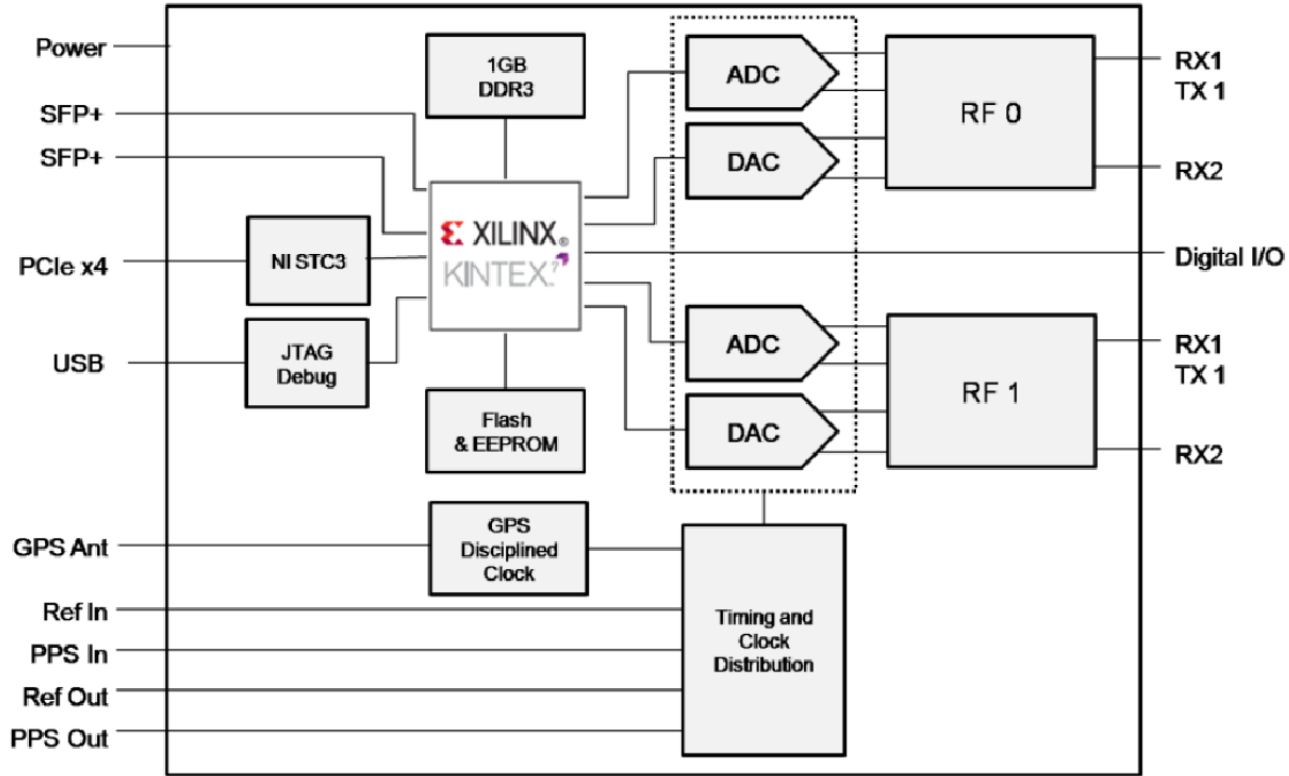 Power
SFP+
SFP+
PCIe x4
USB
GPS Ant
Ref In
PPS In
Ref Out
PPS Out
1GB
DDR3
XILINX®
KINTEX.7
NI STC3
JTAG
Debug
Flash
& EEPROM
GPS
Disciplined
Clock
ADC
DAC
ADC
DAC
Timing and
Clock
Distribution
RF 0
RF 1
RX1
TX 1
RX2
Digital I/O
RX1
TX 1
RX2